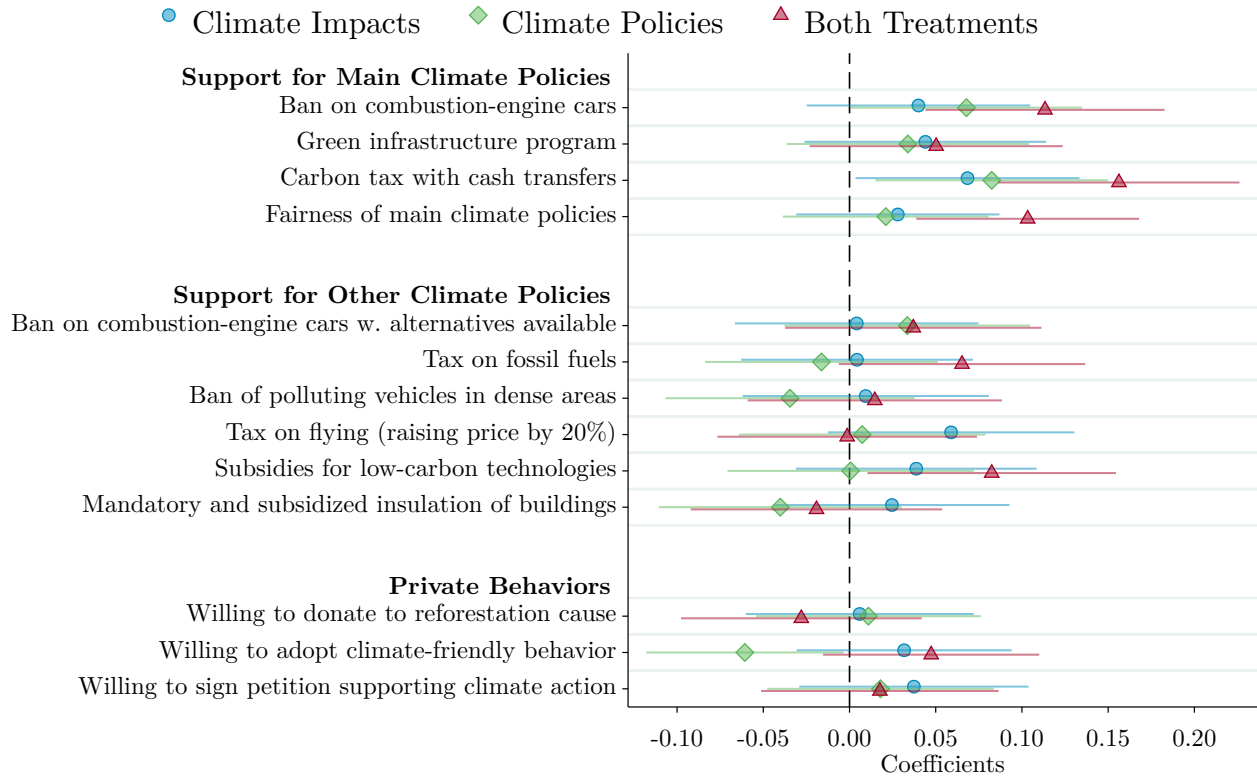 Climate Impacts Climate Policies Both Treatments
Support for Main Climate Policies
Ban on combustion-engine cars
Green infrastructure program
Carbon tax with cash transfers
Fairness of main climate policies
Support for Other Climate Policies
Ban on combustion-engine cars w. alternatives available
Tax on fossil fuels
Ban of polluting vehicles in dense areas
Tax on flying (raising price by 20%)
Subsidies for low-carbon technologies
Mandatory and subsidized insulation of buildings
Private Behaviors
Willing to donate to reforestation cause
Willing to adopt climate-friendly behavior
Willing to sign petition supporting climate action
-0.10 -0.05 0.00 0.05 0.10 0.15 0.20
Coefficients